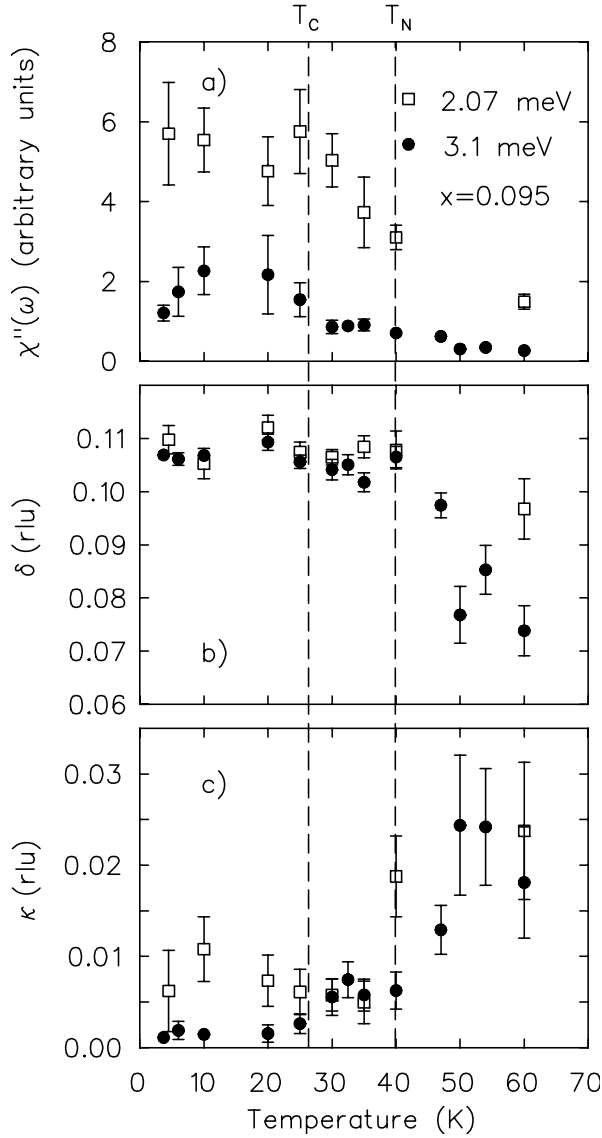 T_C T_N
8
6
4
2
0
χ''(ω) (arbitrary units)
a)
2.07 meV
3.1 meV
x=0.095
0.11
0.10
0.09
0.08
0.07
0.06
δ (rlu)
b)
0.03
0.02
0.01
0.00
κ (rlu)
c)
0 10 20 30 40 50 60 70
Temperature (K)